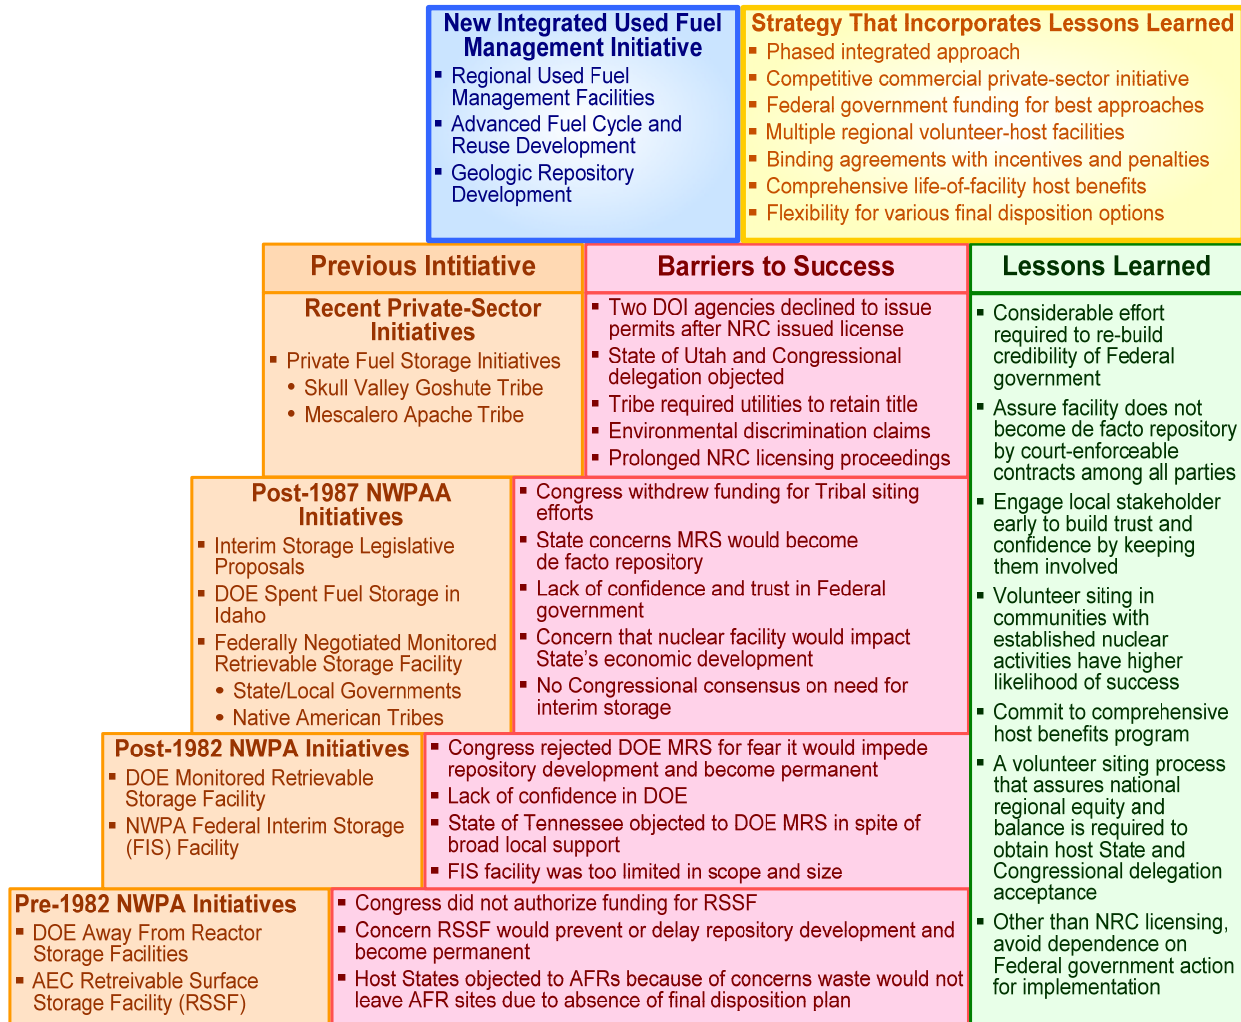 New Integrated Used Fuel
Management Initiative
▪ Regional Used Fuel
Management Facilities
▪ Advanced Fuel Cycle and
Reuse Development
▪ Geologic Repository
Development
Strategy That Incorporates Lessons Learned
▪ Phased integrated approach
▪ Competitive commercial private-sector initiative
▪ Federal government funding for best approaches
▪ Multiple regional volunteer-host facilities
▪ Binding agreements with incentives and penalties
▪ Comprehensive life-of-facility host benefits
▪ Flexibility for various final disposition options
Previous Intitiative
Barriers to Success
Lessons Learned
Recent Private-Sector
Initiatives
▪ Private Fuel Storage Initiatives
• Skull Valley Goshute Tribe
• Mescalero Apache Tribe
▪ Two DOI agencies declined to issue
permits after NRC issued license
▪ State of Utah and Congressional
delegation objected
▪ Tribe required utilities to retain title
▪ Environmental discrimination claims
▪ Prolonged NRC licensing proceedings
Post-1987 NWPAA
Initiatives
▪ Interim Storage Legislative
Proposals
▪ DOE Spent Fuel Storage in
Idaho
▪ Federally Negotiated Monitored
Retrievable Storage Facility
• State/Local Governments
• Native American Tribes
▪ Congress withdrew funding for Tribal siting
efforts
▪ State concerns MRS would become
de facto repository
▪ Lack of confidence and trust in Federal
government
▪ Concern that nuclear facility would impact
State's economic development
▪ No Congressional consensus on need for
interim storage
Post-1982 NWPA Initiatives
▪ DOE Monitored Retrievable
Storage Facility
▪ NWPA Federal Interim Storage
(FIS) Facility
▪ Congress rejected DOE MRS for fear it would impede
repository development and become permanent
▪ Lack of confidence in DOE
▪ State of Tennessee objected to DOE MRS in spite of
broad local support
▪ FIS facility was too limited in scope and size
Pre-1982 NWPA Initiatives
▪ DOE Away From Reactor
Storage Facilities
▪ AEC Retreivable Surface
Storage Facility (RSSF)
▪ Congress did not authorize funding for RSSF
▪ Concern RSSF would prevent or delay repository development and
become permanent
▪ Host States objected to AFRs because of concerns waste would not
leave AFR sites due to absence of final disposition plan
▪ Considerable effort
required to re-build
credibility of Federal
government
▪ Assure facility does not
become de facto repository
by court-enforceable
contracts among all parties
▪ Engage local stakeholder
early to build trust and
confidence by keeping
them involved
▪ Volunteer siting in
communities with
established nuclear
activities have higher
likelihood of success
▪ Commit to comprehensive
host benefits program
▪ A volunteer siting process
that assures national
regional equity and
balance is required to
obtain host State and
Congressional delegation
acceptance
▪ Other than NRC licensing,
avoid dependence on
Federal government action
for implementation